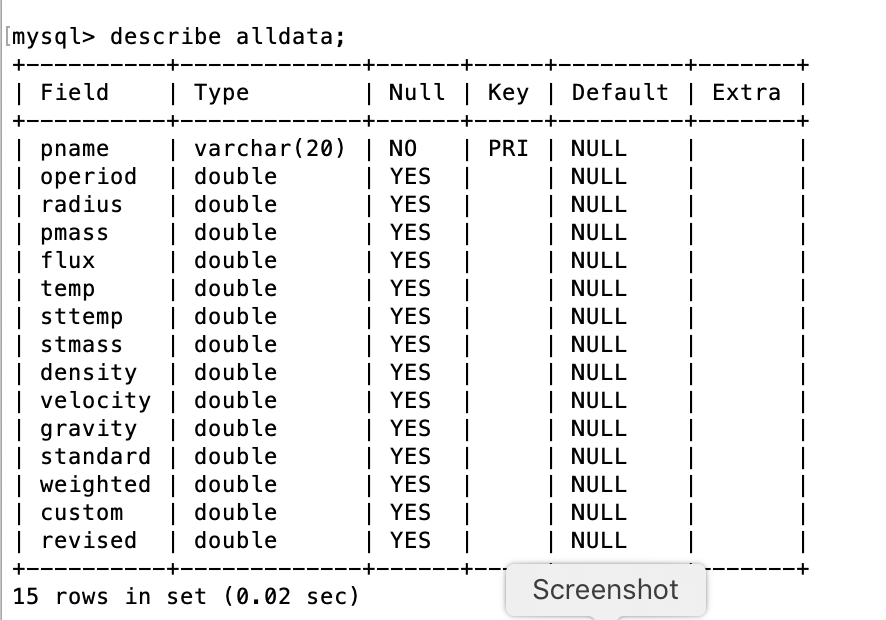 [mysql> describe alldata;
+----------+-------------+------+-----+---------+-------+
| Field    | Type        | Null | Key | Default | Extra |
+----------+-------------+------+-----+---------+-------+
| pname    | varchar(20) | NO   | PRI | NULL    |       |
| operiod  | double      | YES  |     | NULL    |       |
| radius   | double      | YES  |     | NULL    |       |
| pmass    | double      | YES  |     | NULL    |       |
| flux     | double      | YES  |     | NULL    |       |
| temp     | double      | YES  |     | NULL    |       |
| sttemp   | double      | YES  |     | NULL    |       |
| stmass   | double      | YES  |     | NULL    |       |
| density  | double      | YES  |     | NULL    |       |
| velocity | double      | YES  |     | NULL    |       |
| gravity  | double      | YES  |     | NULL    |       |
| standard | double      | YES  |     | NULL    |       |
| weighted | double      | YES  |     | NULL    |       |
| custom   | double      | YES  |     | NULL    |       |
| revised  | double      | YES  |     | NULL    |       |
+----------+-------------+------+-----+---------+-------+
15 rows in set (0.02 sec)
Screenshot